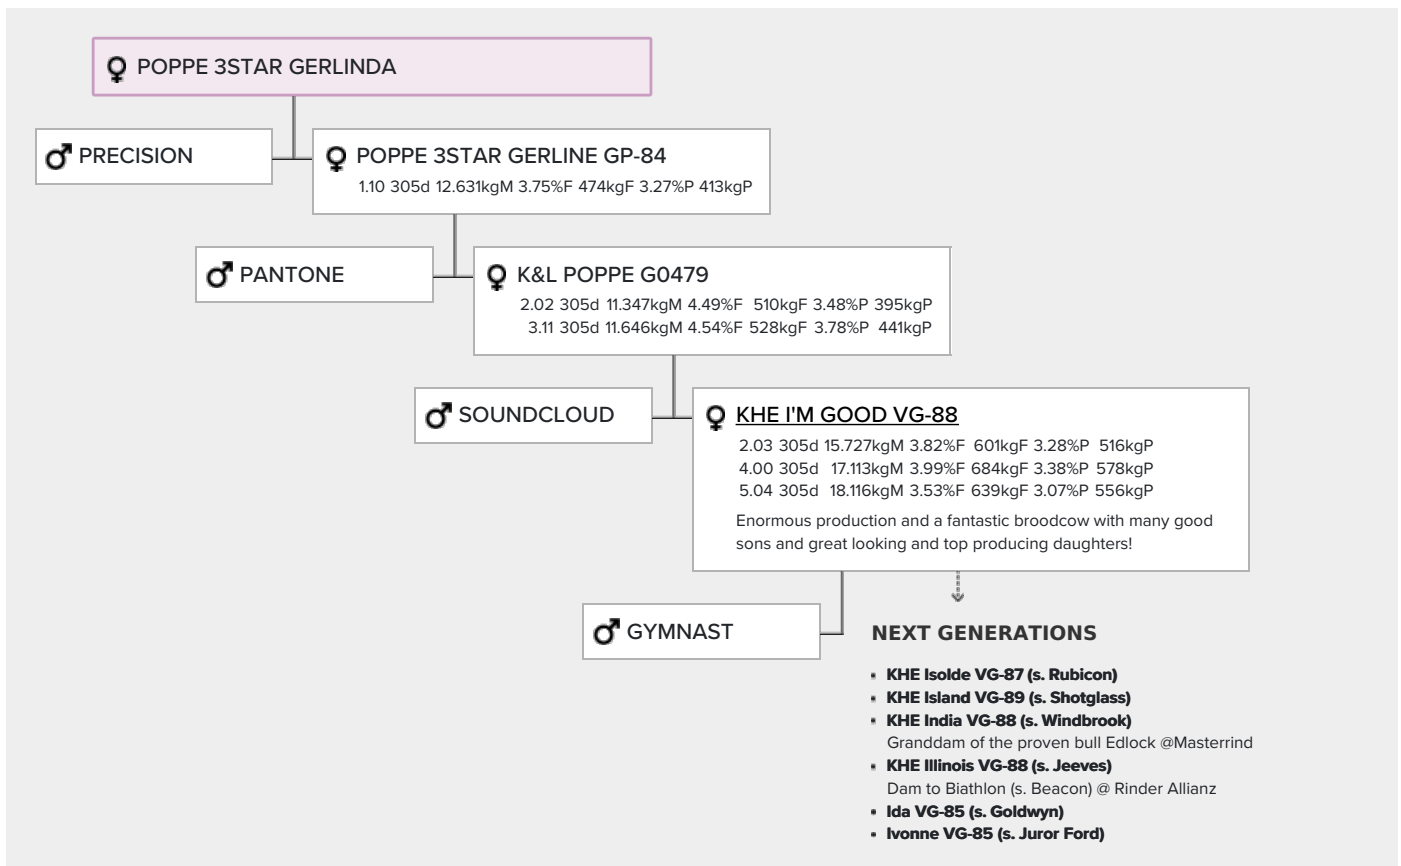 POPPE 3STAR GERLINDA
PRECISION
POPPE 3STAR GERLINE GP-84
1.10 305d 12.631kgM 3.75%F 474kgF 3.27%P 413kgP
PANTONE
K&L POPPE G0479
2.02 305d 11.347kgM 4.49%F 510kgF 3.48%P 395kgP
3.11 305d 11.646kgM 4.54%F 528kgF 3.78%P 441kgP
SOUNDCLOUD
KHE I'M GOOD VG-88
2.03 305d 15.727kgM 3.82%F 601kgF 3.28%P 516kgP
4.00 305d 17.113kgM 3.99%F 684kgF 3.38%P 578kgP
5.04 305d 18.116kgM 3.53%F 639kgF 3.07%P 556kgP
Enormous production and a fantastic broodcow with many good
sons and great looking and top producing daughters!
GYMNAST
NEXT GENERATIONS
KHE Isolde VG-87 (s. Rubicon)
KHE Island VG-89 (s. Shotglass)
KHE India VG-88 (s. Windbrook)
Granddam of the proven bull Edlock @Masterrind
KHE Illinois VG-88 (s. Jeeves)
Dam to Biathlon (s. Beacon) @ Rinder Allianz
Ida VG-85 (s. Goldwyn)
Ivonne VG-85 (s. Juror Ford)